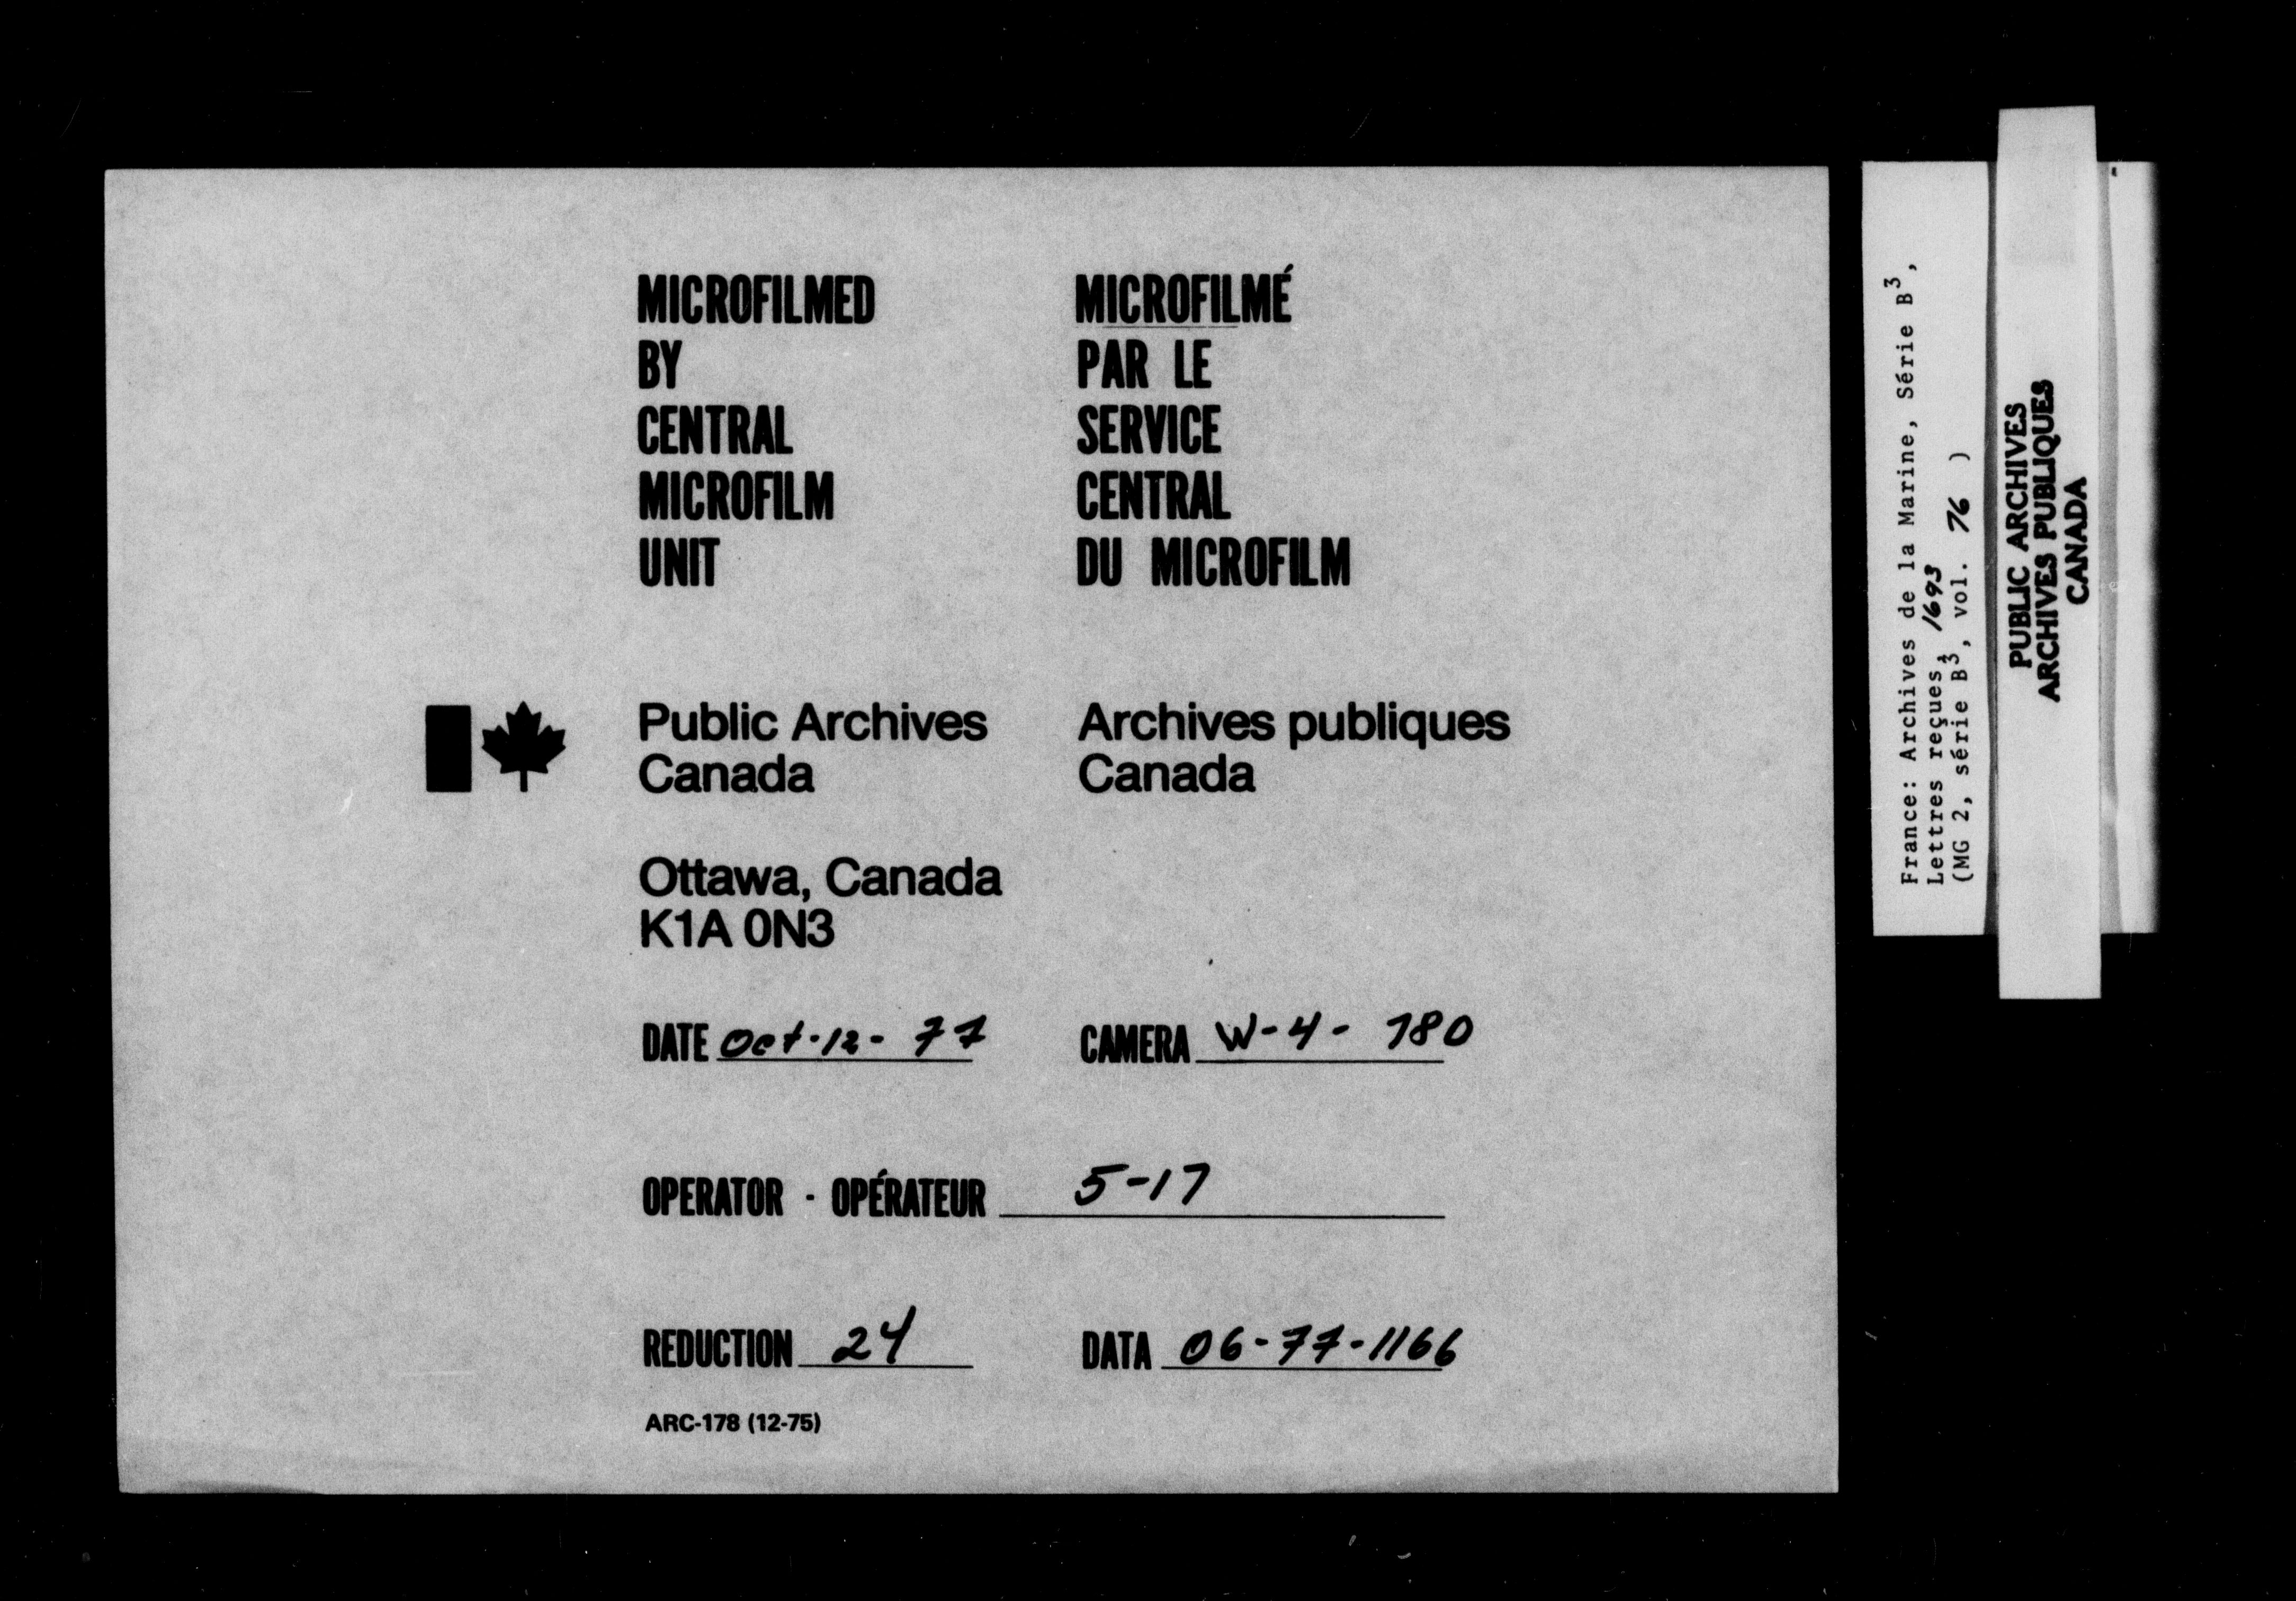 MICROFILMED
BY
CENTRAL
MICROFILM
UNIT
MICROFILMÉ
PAR LE
SERVICE
CENTRAL
DU MICROFILM
Public Archives
Canada
Archives publiques
Canada
Ottawa, Canada
K1A 0N3
DATE Oct-12-77
CAMERA W-4-780
OPERATOR - OPÉRATEUR 5-17
REDUCTION 24
DATA 06-77-1166
ARC-178 (12-75)
France: Archives de la Marine, Série B³,
Lettres reçues, 1693
(MG 2, série B³, vol. 76 )
PUBLIC ARCHIVES
ARCHIVES PUBLIQUES
CANADA